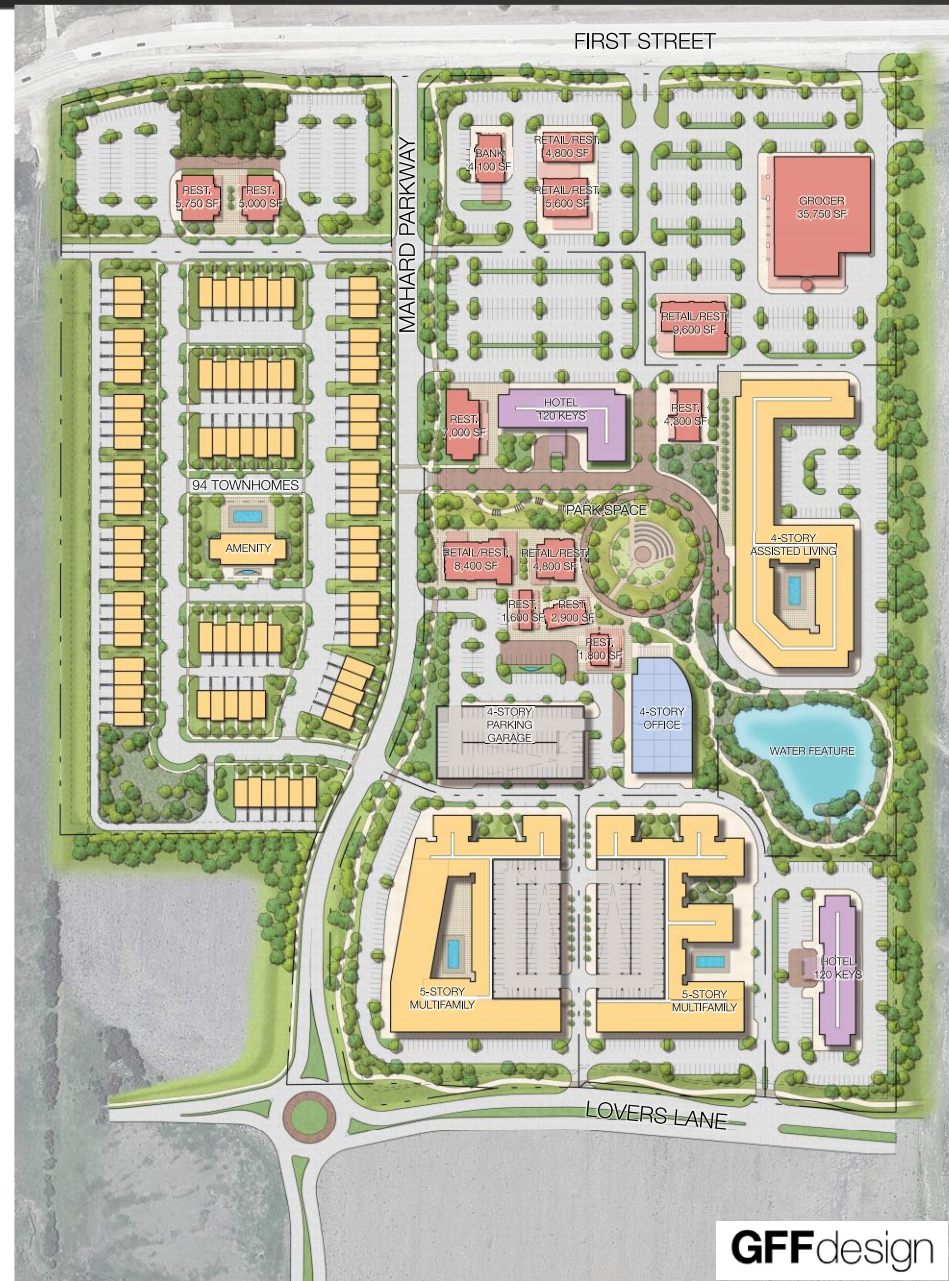 FIRST STREET
MAHARD PARKWAY
BANK
4,100 SF
RETAIL/REST.
4,800 SF
RETAIL/REST.
5,600 SF
GROCER
35,750 SF
REST.
5,750 SF
REST.
5,000 SF
RETAIL/REST.
9,600 SF
HOTEL
120 KEYS
REST.
7,000 SF
REST.
4,300 SF
94 TOWNHOMES
AMENITY
PARK SPACE
RETAIL/REST.
8,400 SF
RETAIL/REST.
4,800 SF
4-STORY
ASSISTED LIVING
REST.
1,600 SF
REST.
2,900 SF
REST.
1,800 SF
4-STORY
PARKING
GARAGE
4-STORY
OFFICE
WATER FEATURE
HOTEL
120 KEYS
5-STORY
MULTIFAMILY
5-STORY
MULTIFAMILY
LOVERS LANE
GFFdesign